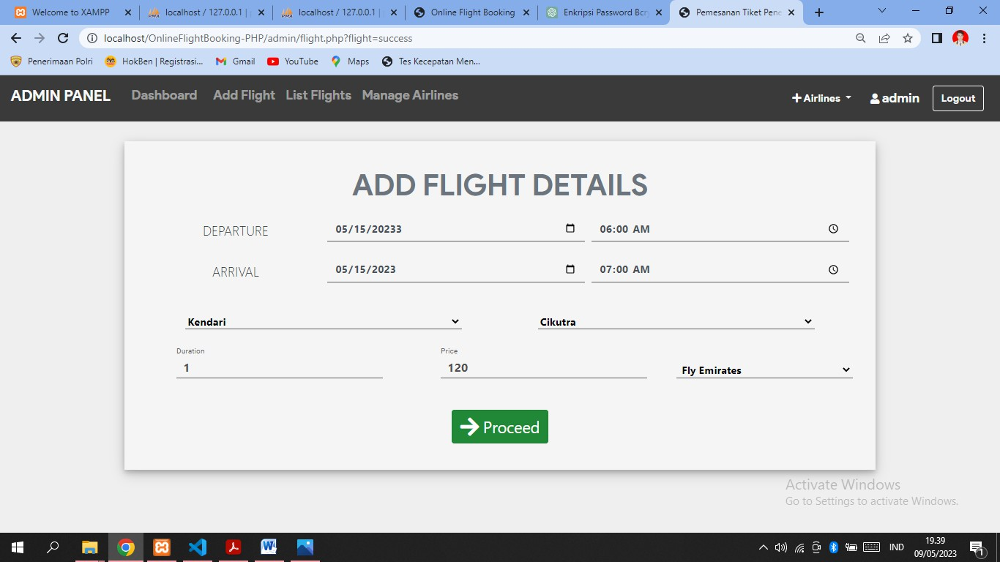 Welcome to XAMPP
localhost / 127.0.0.1 |
localhost / 127.0.0.1 |
Online Flight Booking
Enkripsi Password Bcr
Pemesanan Tiket Pene
localhost/OnlineFlightBooking-PHP/admin/flight.php?flight=success
Penerimaan Polri
HokBen | Registrasi...
Gmail
YouTube
Maps
Tes Kecepatan Men...
ADMIN PANEL
Dashboard
Add Flight
List Flights
Manage Airlines
Airlines
admin
Logout
ADD FLIGHT DETAILS
DEPARTURE
05/15/20233
06:00 AM
ARRIVAL
05/15/2023
07:00 AM
Kendari
Cikutra
Duration
1
Price
120
Fly Emirates
Proceed
Activate Windows
Go to Settings to activate Windows.
IND
19.39
09/05/2023
1